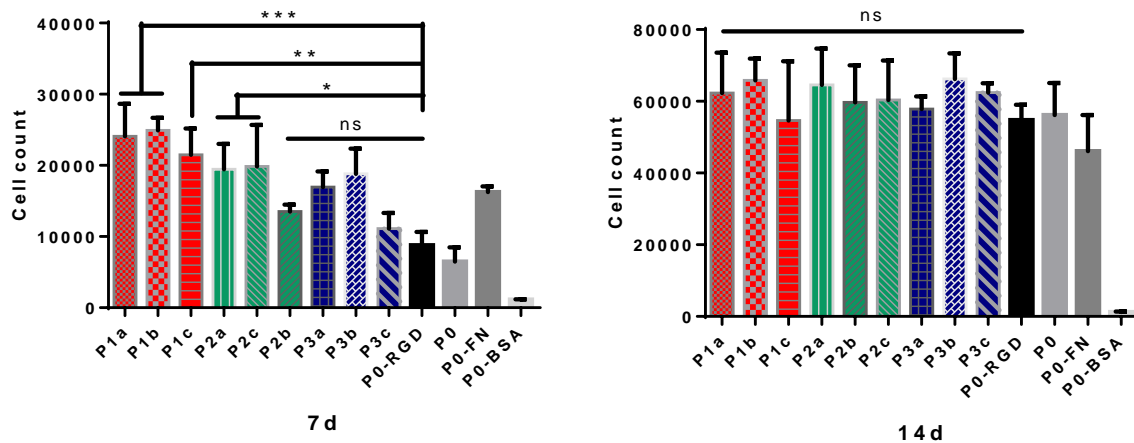 40000
30000
20000
10000
0
Cell count
***
**
*
ns
P1a
P1b
P1c
P2a
P2c
P2b
P3a
P3b
P3c
P0-RGD
P0
P0-FN
P0-BSA
7d
80000
60000
40000
20000
0
Cell count
ns
P1a
P1b
P1c
P2a
P2b
P2c
P3a
P3b
P3c
P0-RGD
P0
P0-FN
P0-BSA
14d